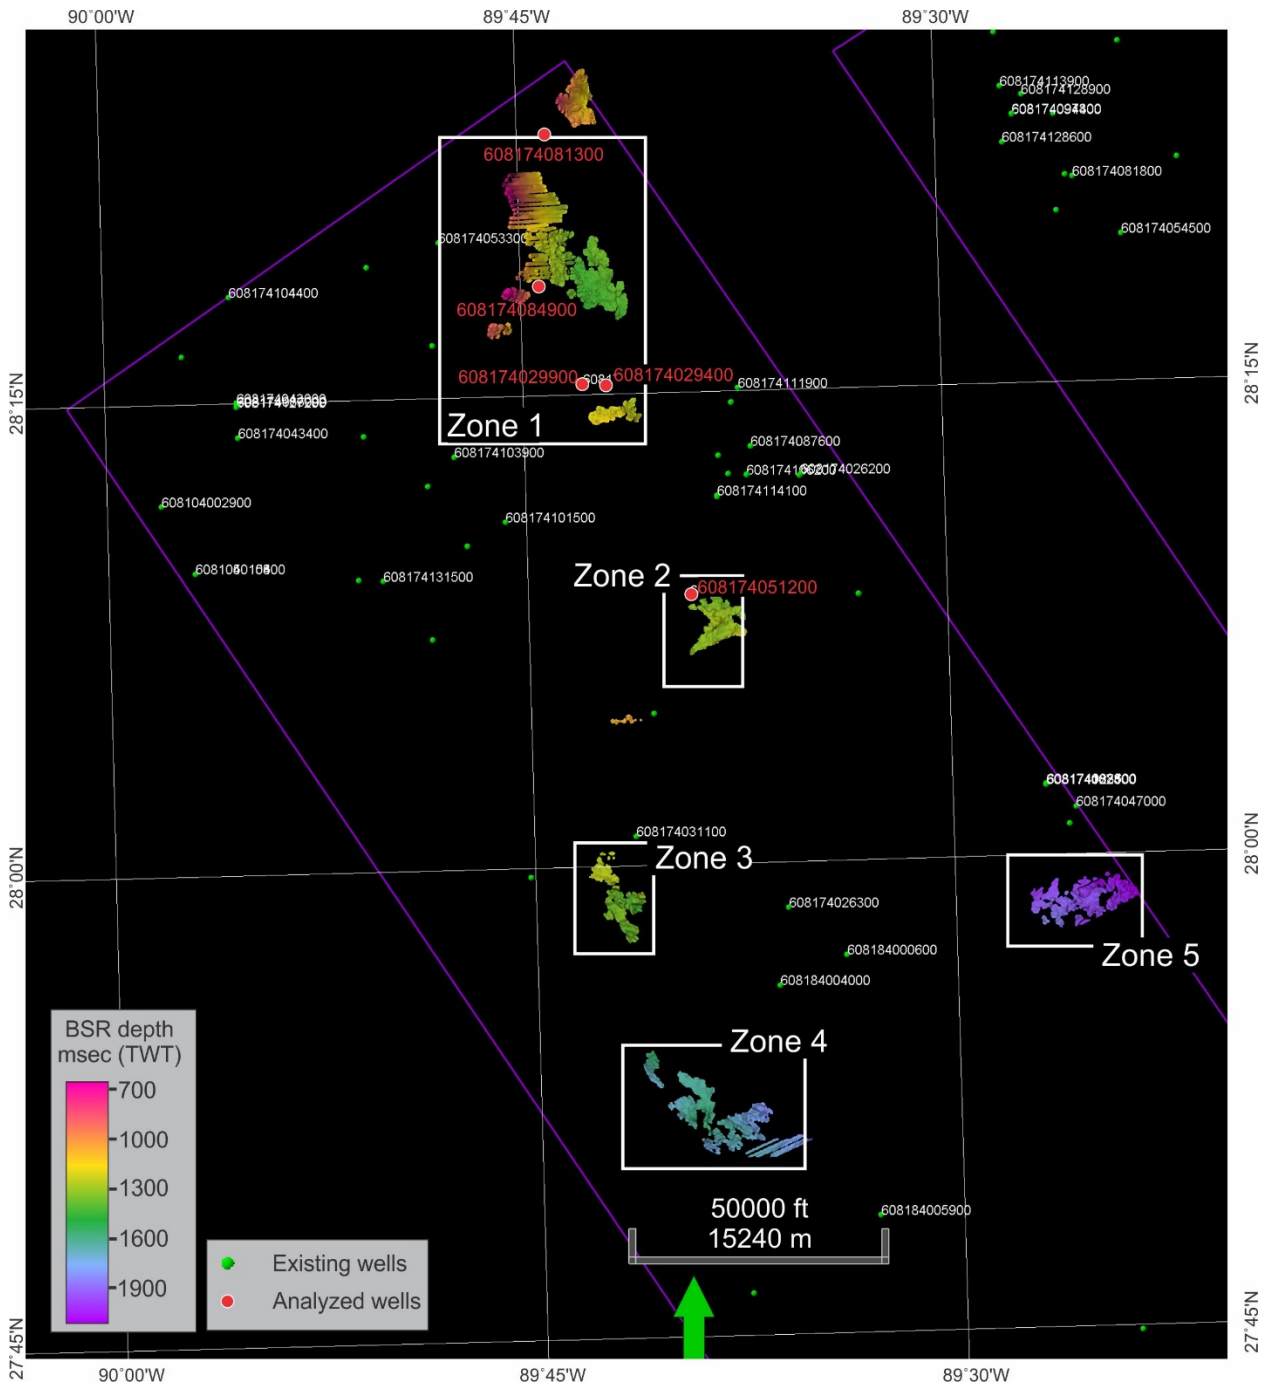 90°00'W
89°45'W
89°30'W
608174113900
608174128900
608174128600
608174081800
608174054500
608174081300
608174053300
608174104400
608174084900
28°15'N
28°15'N
608174029900
6081
608174029400
608174111900
608174043400
Zone 1
608174087600
608174103900
608174026200
608174114100
608104002900
608174101500
608174131500
Zone 2
608174051200
608174047000
608174031100
Zone 3
28°00'N
28°00'N
608174026300
608184000600
Zone 5
608184004000
Zone 4
BSR depth
msec (TWT)
700
1000
1300
1600
1900
50000 ft
15240 m
608184005900
Existing wells
Analyzed wells
27°45'N
27°45'N
90°00'W
89°45'W
89°30'W